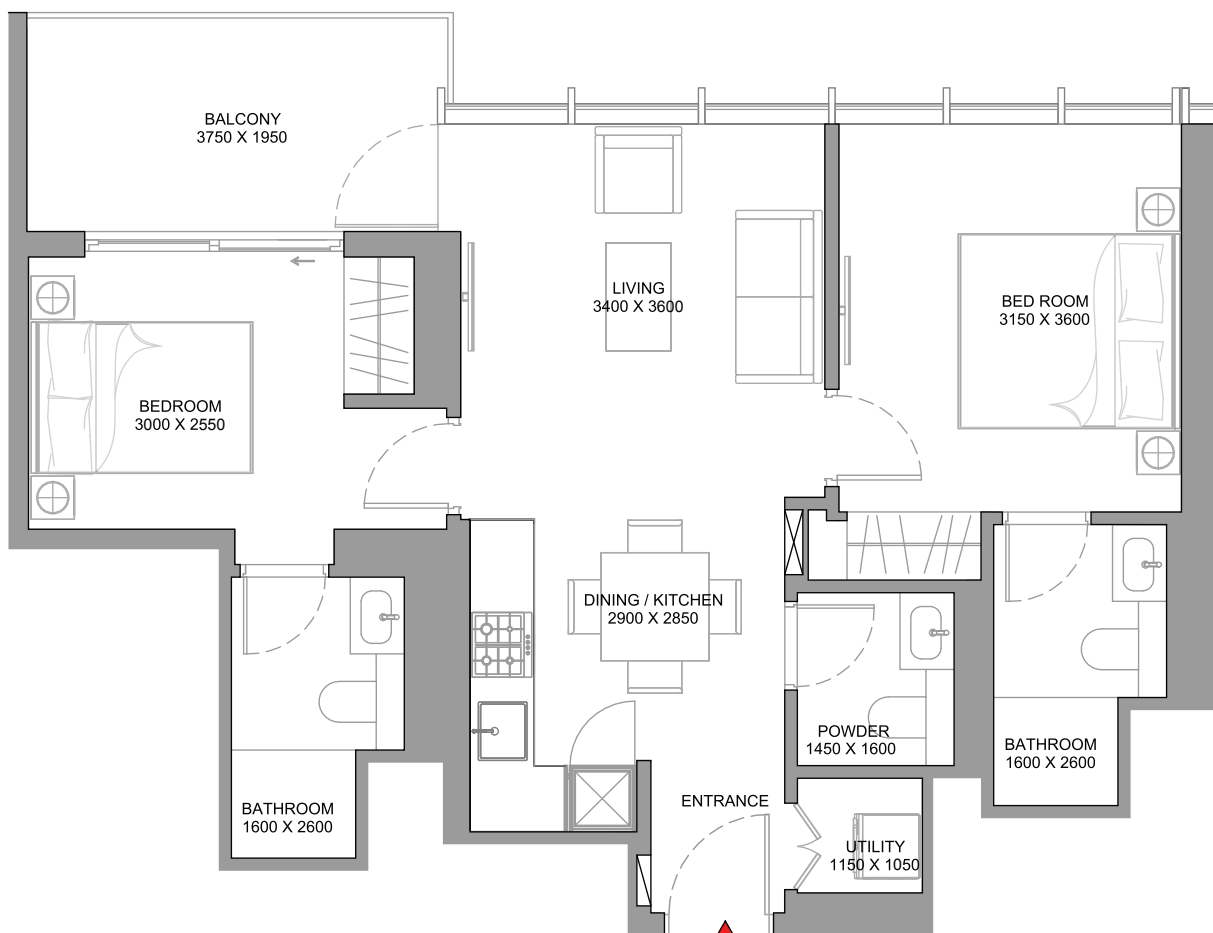 BALCONY
3750 X 1950
LIVING
3400 X 3600
BED ROOM
3150 X 3600
BEDROOM
3000 X 2550
DINING / KITCHEN
2900 X 2850
POWDER
1450 X 1600
BATHROOM
1600 X 2600
ENTRANCE
BATHROOM
1600 X 2600
UTILITY
1150 X 1050